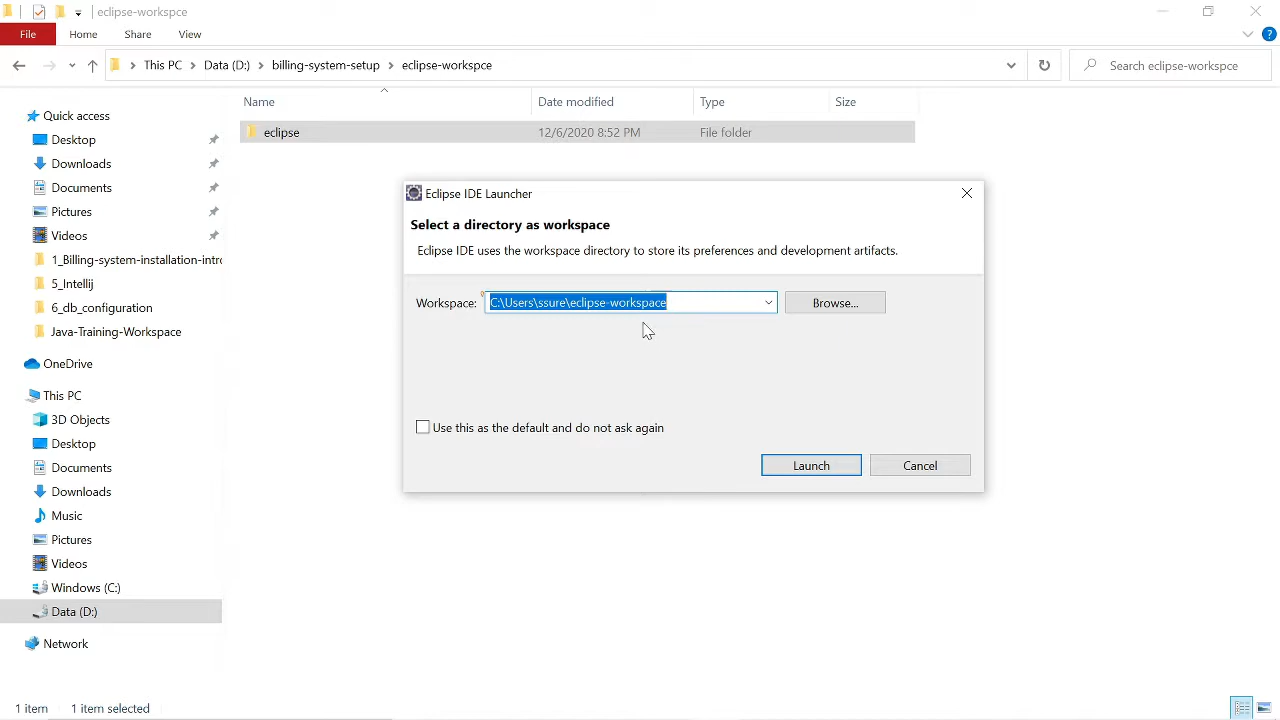 eclipse-workspce
File Home Share View
This PC Data (D:) billing-system-setup eclipse-workspce Search eclipse-workspce
Name Date modified Type Size
eclipse 12/6/2020 8:52 PM File folder
Quick access
Desktop
Downloads
Documents
Pictures
Videos
1_Billing-system-installation-intro
5_Intellij
6_db_configuration
Java-Training-Workspace
OneDrive
This PC
3D Objects
Desktop
Documents
Downloads
Music
Pictures
Videos
Windows (C:)
Data (D:)
Network
Eclipse IDE Launcher
Select a directory as workspace
Eclipse IDE uses the workspace directory to store its preferences and development artifacts.
Workspace: C:\Users\ssure\eclipse-workspace Browse...
Use this as the default and do not ask again
Launch Cancel
1 item 1 item selected